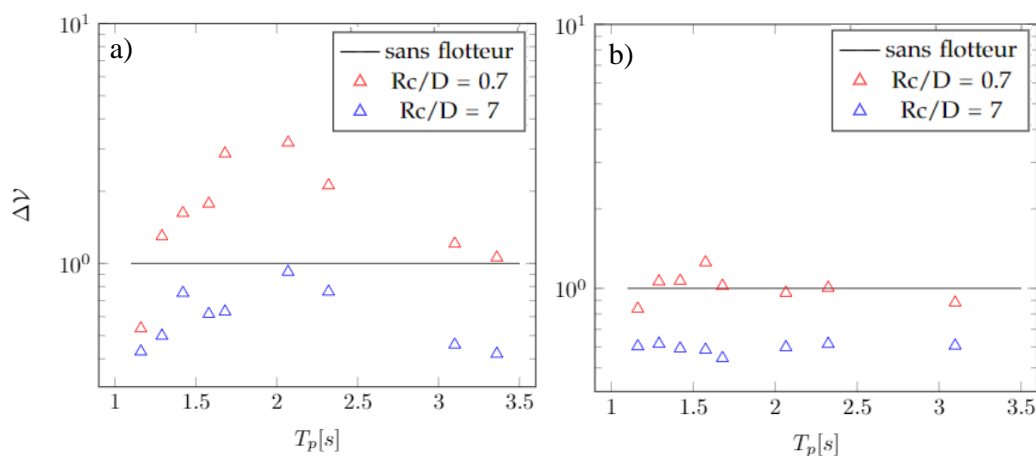 a)
10¹
sans flotteur
Rc/D = 0.7
Rc/D = 7
ΔV
10⁰
1 1.5 2 2.5 3 3.5
Tₚ[s]
b)
10¹
sans flotteur
Rc/D = 0.7
Rc/D = 7
10⁰
1 1.5 2 2.5 3 3.5
Tₚ[s]